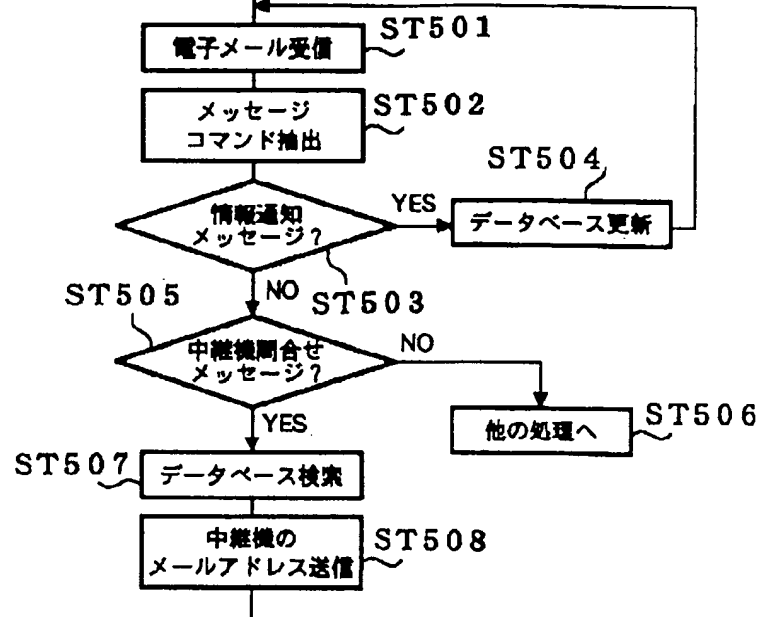 ST501
電子メール受信
ST502
メッセージ
コマンド抽出
ST504
情報通知
メッセージ?
YES
データベース更新
ST503
NO
ST505
中継機問合せ
メッセージ?
NO
YES
他の処理へ
ST506
ST507
データベース検索
中継機の
メールアドレス送信
ST508